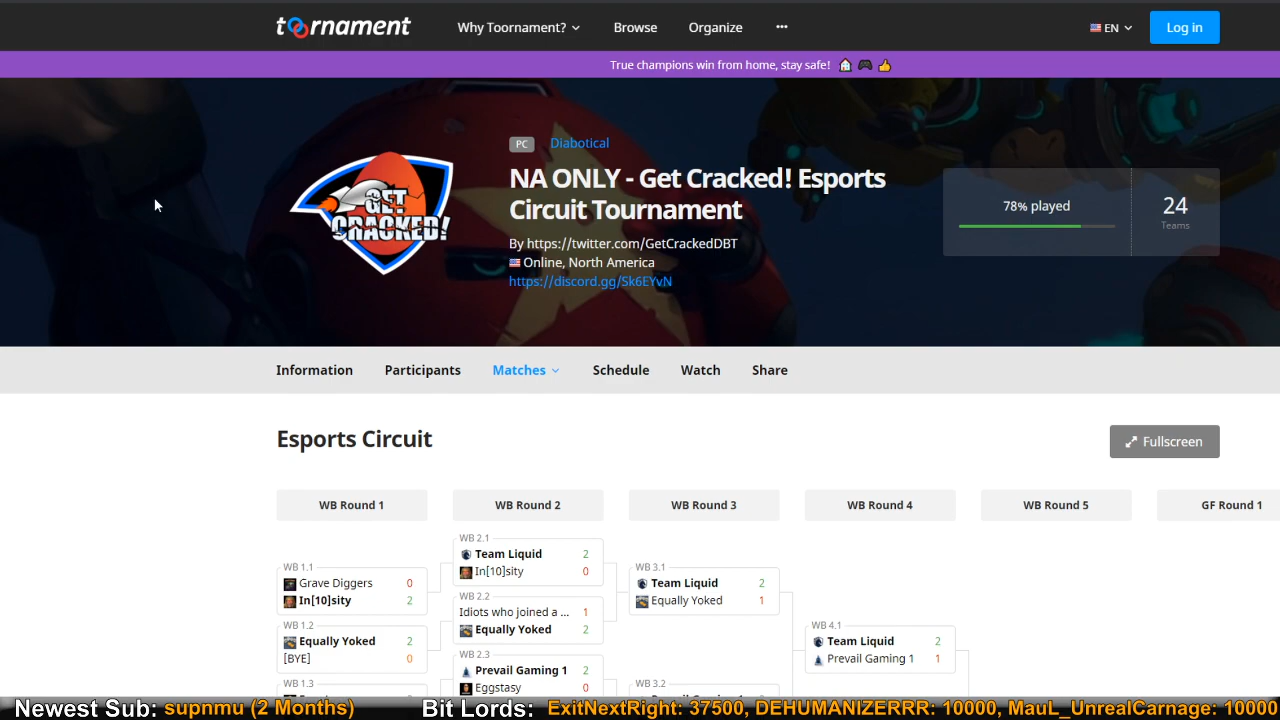 toornament
Why Toornament?
Browse
Organize
•••
EN
Log in
True champions win from home, stay safe!
GET CRACKED!
PC
Diabotical
NA ONLY - Get Cracked! Esports
Circuit Tournament
By https://twitter.com/GetCrackedDBT
Online, North America
https://discord.gg/Sk6EYvN
78% played
24
Teams
Information
Participants
Matches
Schedule
Watch
Share
Esports Circuit
Fullscreen
WB Round 1
WB Round 2
WB Round 3
WB Round 4
WB Round 5
GF Round 1
WB 1.1
Grave Diggers 0
In[10]sity 2
WB 1.2
Equally Yoked 2
[BYE] 0
WB 1.3
WB 2.1
Team Liquid 2
In[10]sity 0
WB 2.2
Idiots who joined a ... 1
Equally Yoked 2
WB 2.3
Prevail Gaming 1 2
Eggstasy 0
WB 3.1
Team Liquid 2
Equally Yoked 1
WB 3.2
WB 4.1
Team Liquid 2
Prevail Gaming 1 1
Newest Sub: supnmu (2 Months)
Bit Lords: ExitNextRight: 37500, DEHUMANIZERRR: 10000, MauL_UnrealCarnage: 10000